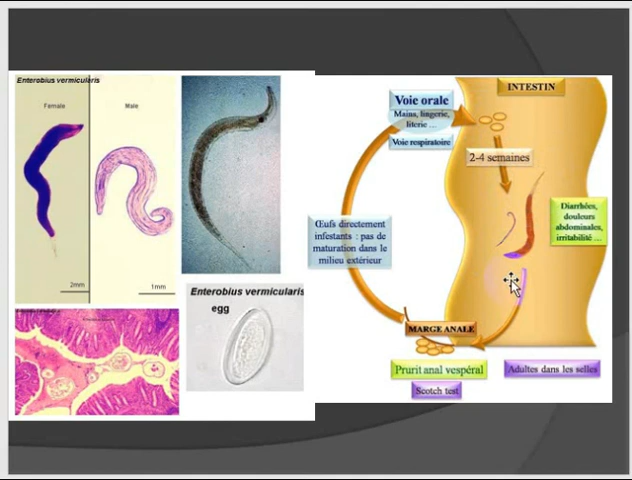 Enterobius vermicularis
Female
Male
2mm
1mm
Enterobius vermicularis
egg
INTESTIN
Voie orale
Mains, lingerie,
literie ...
Voie respiratoire
2-4 semaines
Œufs directement
infestants : pas de
maturation dans le
milieu extérieur
Diarrhées,
douleurs
abdominales,
irritabilité ...
MARGE ANALE
Prurit anal vespéral
Scotch test
Adultes dans les selles